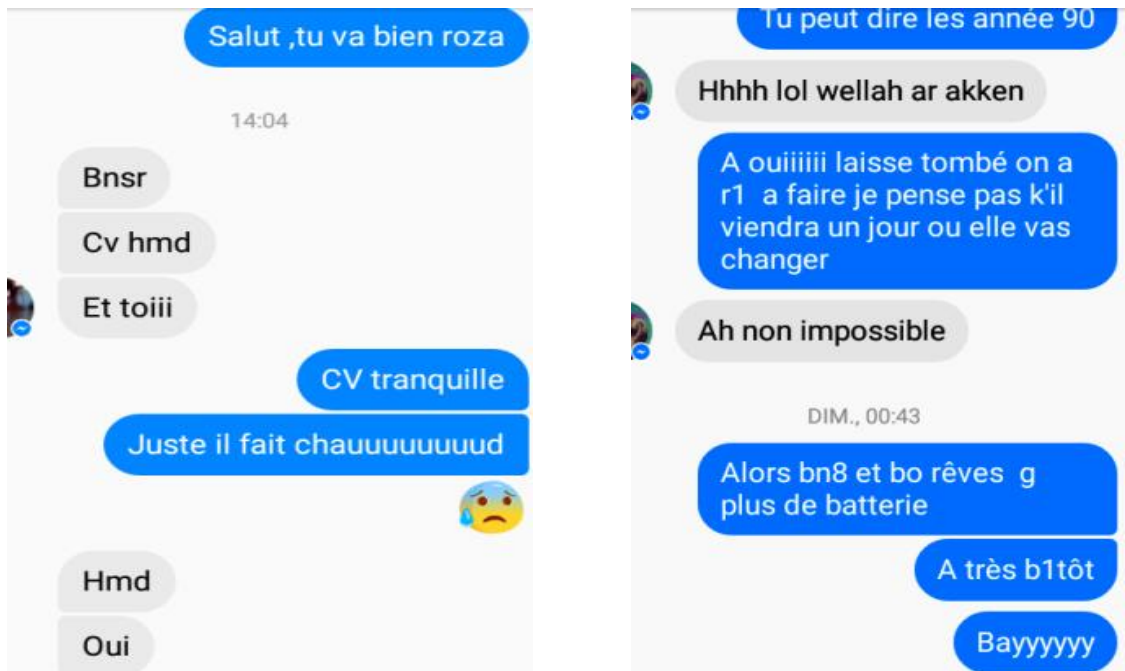 Salut ,tu va bien roza
14:04
Bnsr
Cv hmd
Et toiii
CV tranquille
Juste il fait chauuuuuuuud
Hmd
Oui
Tu peut dire les année 90
Hhhh lol wellah ar akken
A ouiiiiii laisse tombé on a
r1 a faire je pense pas k'il
viendra un jour ou elle vas
changer
Ah non impossible
DIM., 00:43
Alors bn8 et bo rêves g
plus de batterie
A très b1tôt
Bayyyyyy